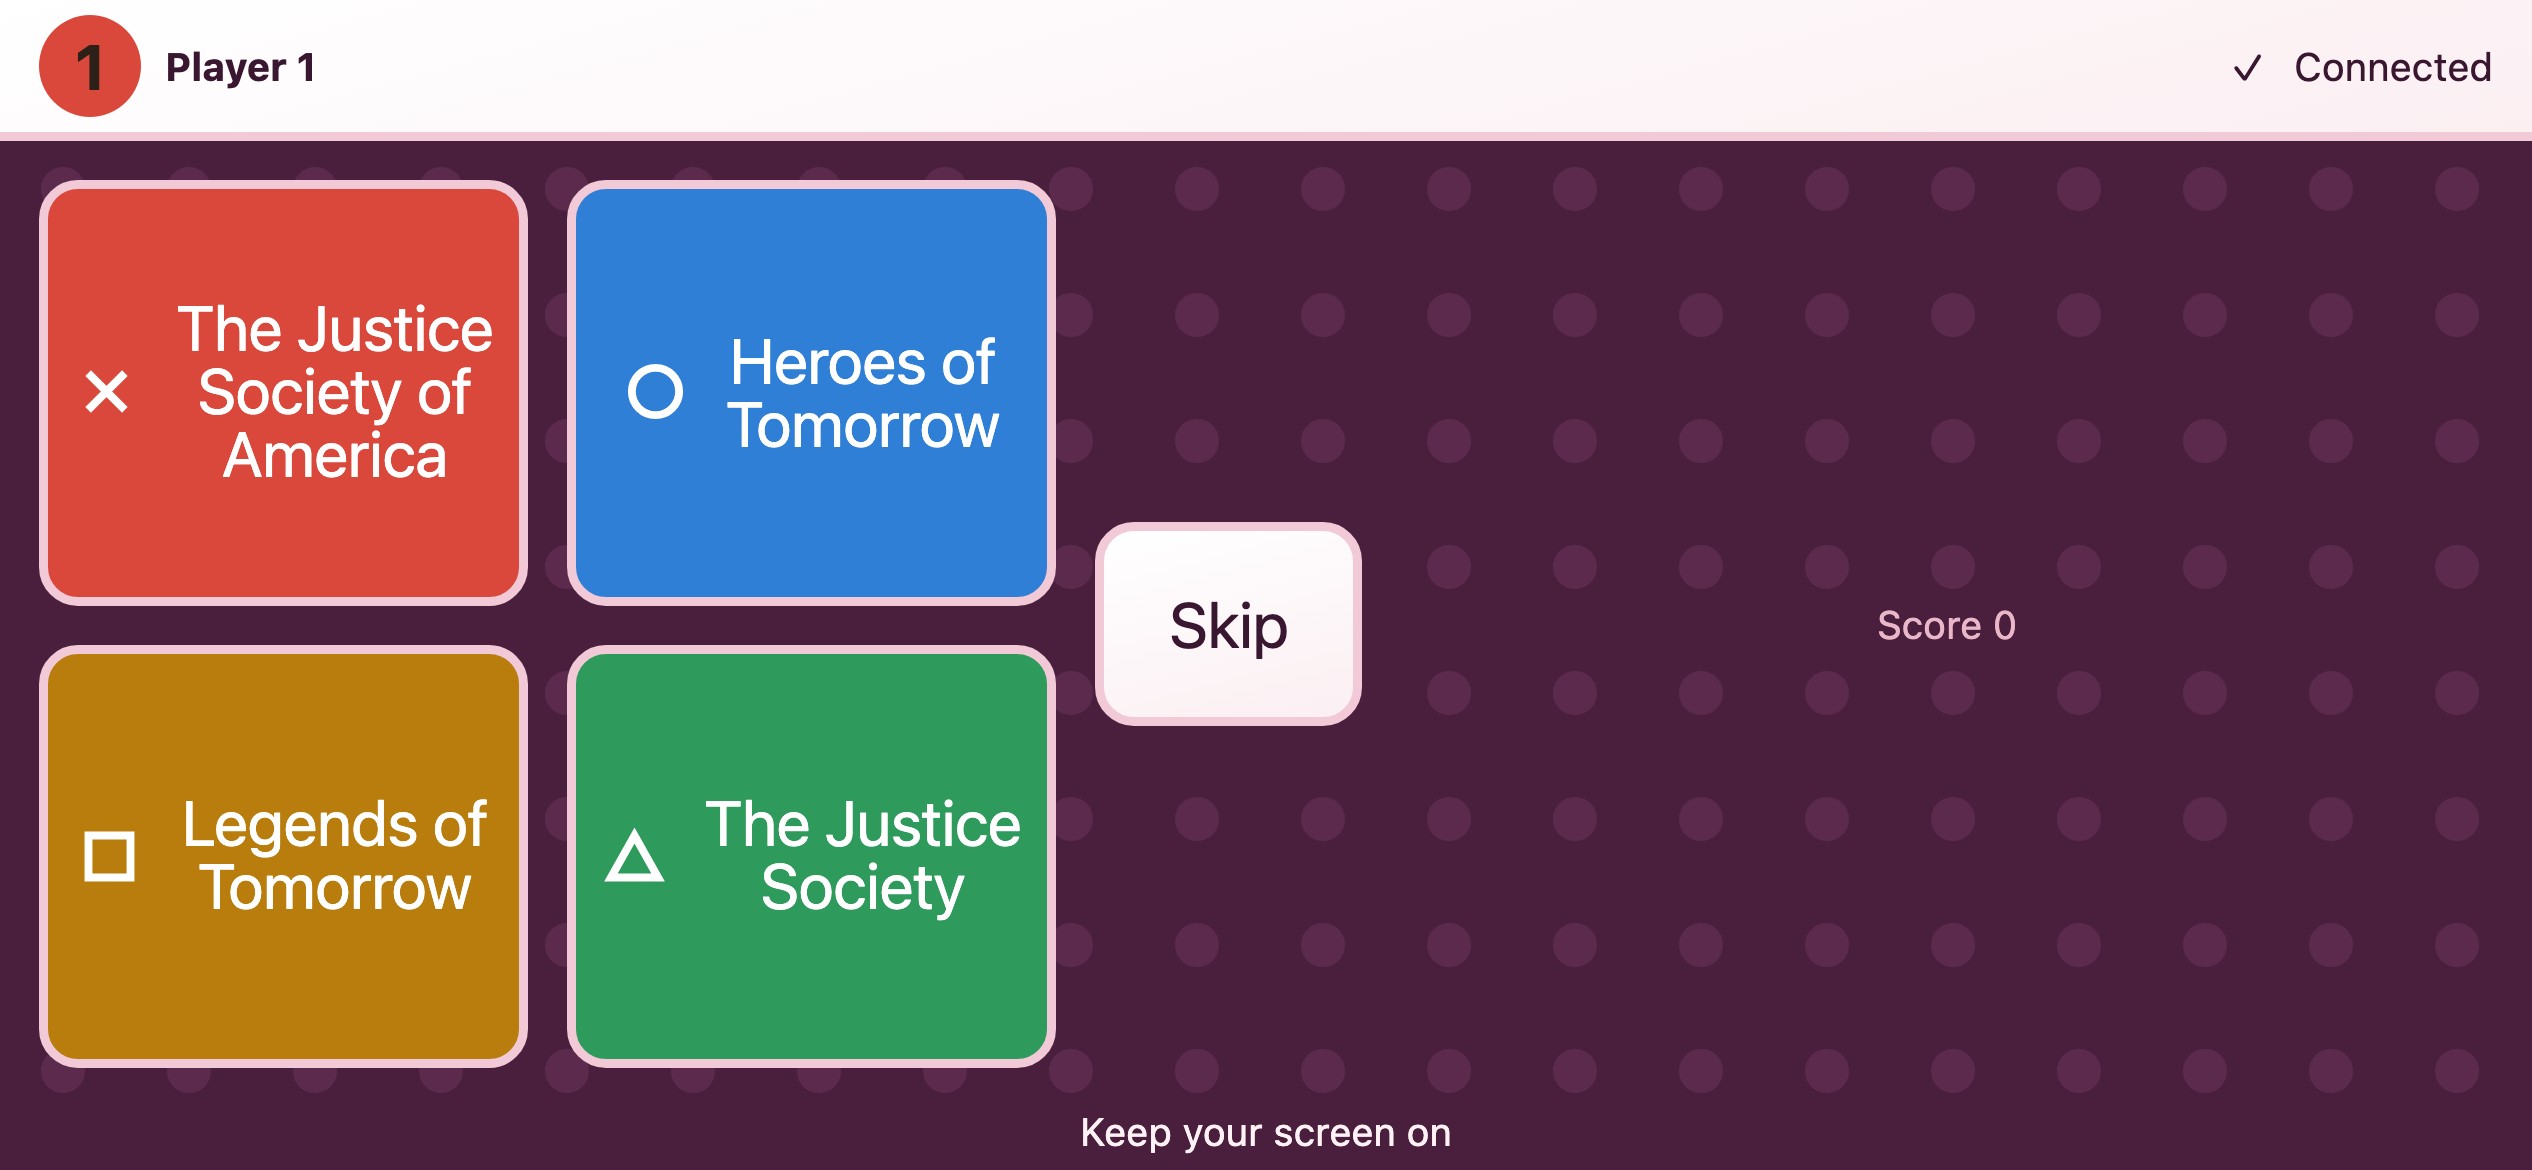 1
Player 1
✓ Connected
The Justice
Society of
America
Heroes of
Tomorrow
Legends of
Tomorrow
The Justice
Society
Skip
Score 0
Keep your screen on